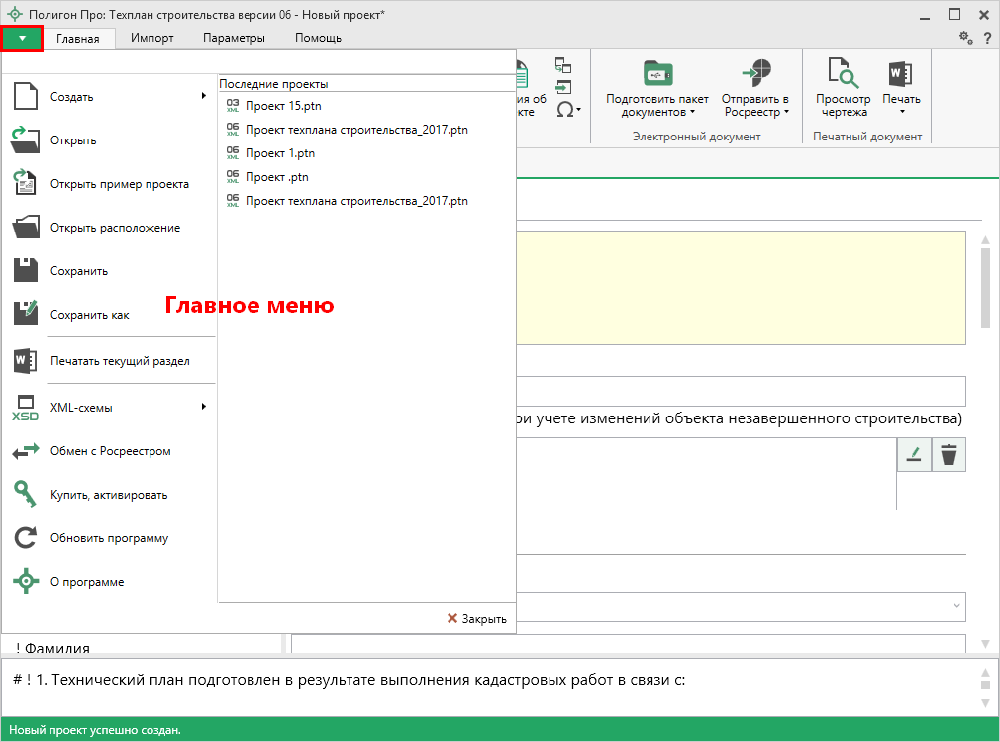 Полигон Про: Техплан строительства версии 06 - Новый проект*
Главная Импорт Параметры Помощь
?
Создать
Открыть
Открыть пример проекта
Открыть расположение
Сохранить
Сохранить как
Печатать текущий раздел
XML-схемы
XSD
Обмен с Росреестром
Купить, активировать
Обновить программу
О программе
Последние проекты
03 XML Проект 15.ptn
06 XML Проект техплана строительства_2017.ptn
06 XML Проект 1.ptn
06 XML Проект .ptn
06 XML Проект техплана строительства_2017.ptn
Главное меню
Закрыть
ия об
кте
Ω
Подготовить пакет
документов
Отправить в
Росреестр
Электронный документ
Просмотр
чертежа
W
Печать
Печатный документ
ри учете изменений объекта незавершенного строительства)
! Фамилия
# ! 1. Технический план подготовлен в результате выполнения кадастровых работ в связи с:
Новый проект успешно создан.